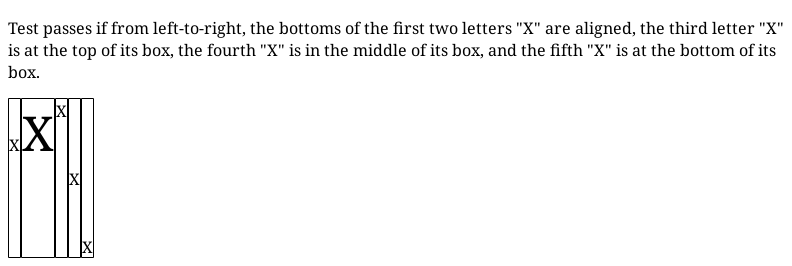 Test passes if from left-to-right, the bottoms of the first two letters "X" are aligned, the third letter "X"
is at the top of its box, the fourth "X" is in the middle of its box, and the fifth "X" is at the bottom of its
box.
X X X X X